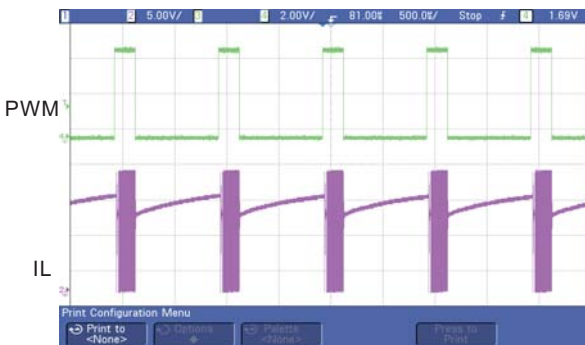 1 2 5.00V/ 3 4 2.00V/ 81.00% 500.0%/ Stop 4 1.69V
PWM
IL
Print Configuration Menu
Print to
<None>
Options
Palette
<None>
Press to
Print